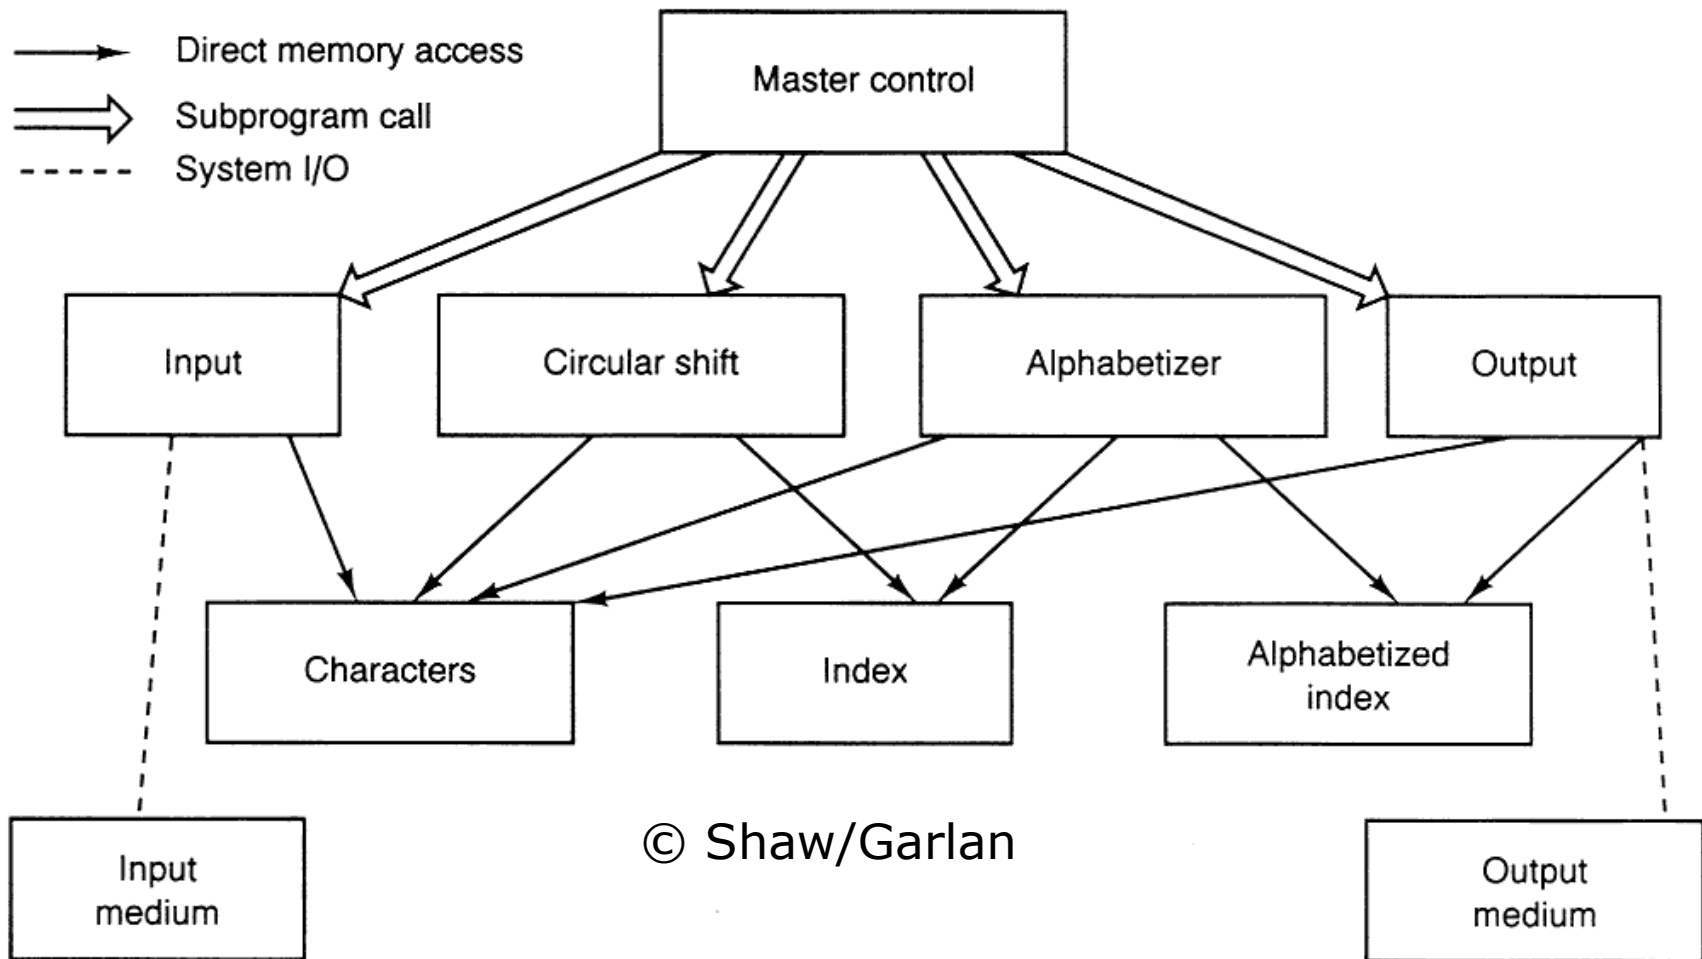 Direct memory access
Subprogram call
System I/O
Master control
Input
Circular shift
Alphabetizer
Output
Characters
Index
Alphabetized
index
Input
medium
© Shaw/Garlan
Output
medium